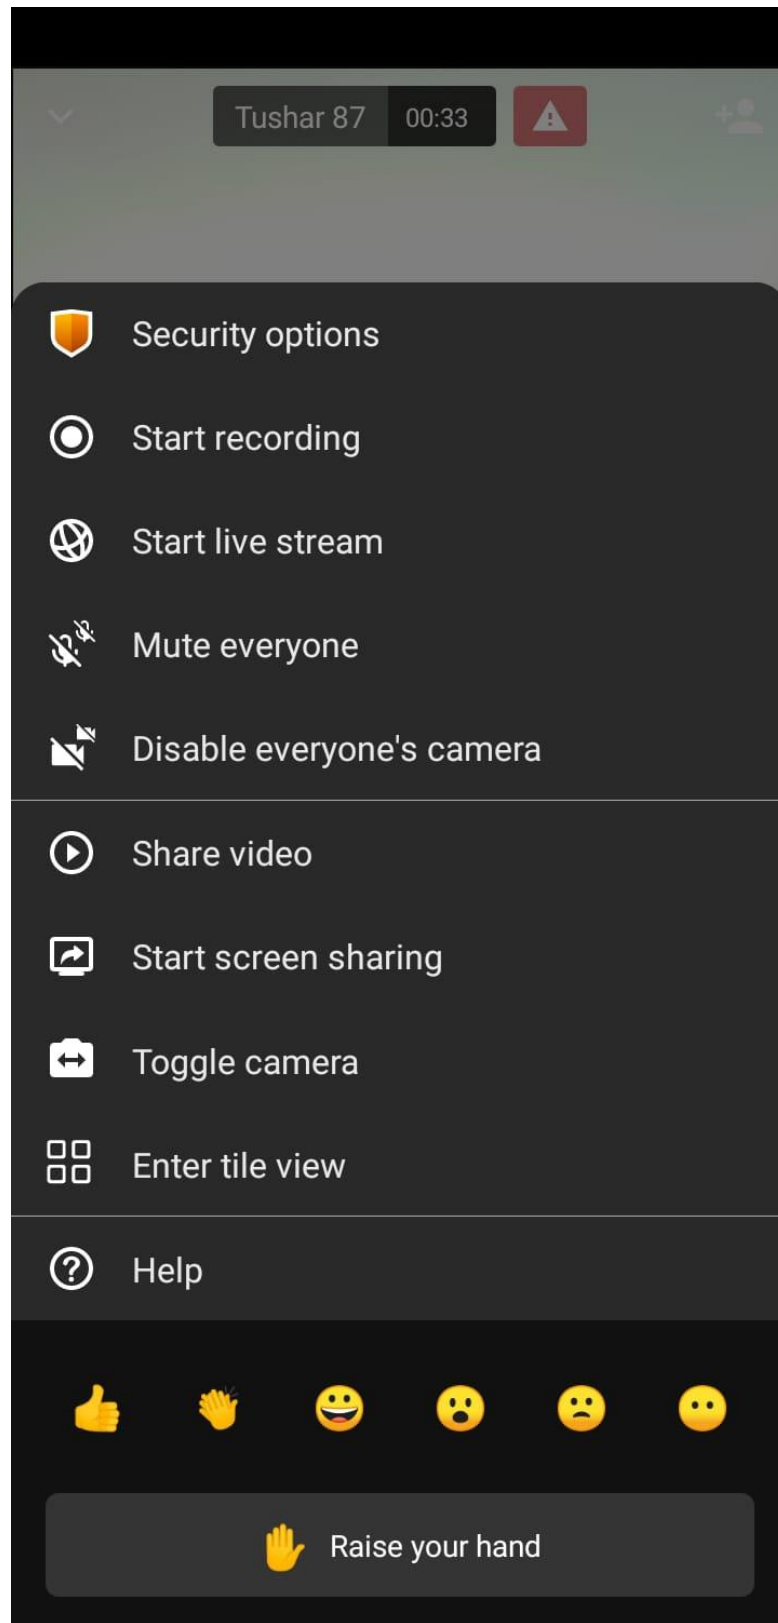 Tushar 87 00:33
Security options
Start recording
Start live stream
Mute everyone
Disable everyone's camera
Share video
Start screen sharing
Toggle camera
Enter tile view
Help
Raise your hand